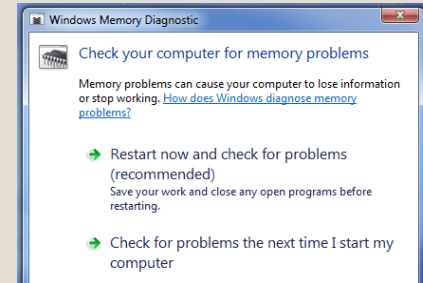 Windows Memory Diagnostic
Check your computer for memory problems
Memory problems can cause your computer to lose information
or stop working. How does Windows diagnose memory
problems?
Restart now and check for problems
(recommended)
Save your work and close any open programs before
restarting.
Check for problems the next time I start my
computer